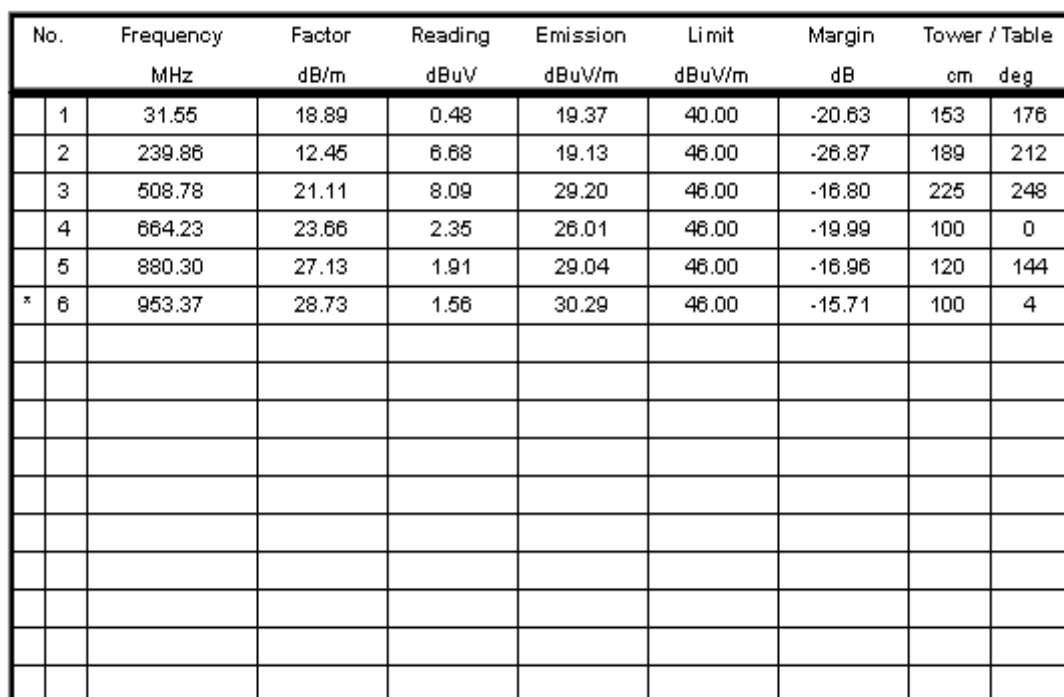 No. Frequency Factor Reading Emission Limit Margin Tower / Table
MHz dB/m dBuV dBuV/m dBuV/m dB cm deg
1 31.55 18.89 0.48 19.37 40.00 -20.63 153 176
2 239.86 12.45 6.68 19.13 46.00 -26.87 189 212
3 508.78 21.11 8.09 29.20 46.00 -16.80 225 248
4 664.23 23.66 2.35 26.01 46.00 -19.99 100 0
5 880.30 27.13 1.91 29.04 46.00 -16.96 120 144
* 6 953.37 28.73 1.56 30.29 46.00 -15.71 100 4